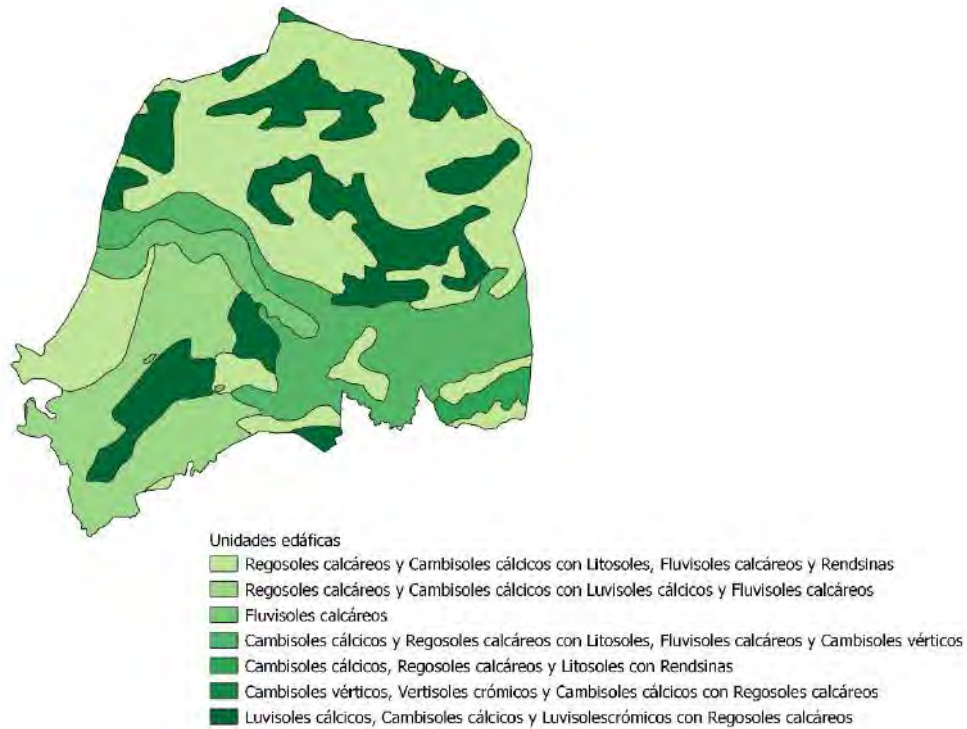 Unidades edáficas
Regosoles calcáreos y Cambisoles cálcicos con Litosoles, Fluvisoles calcáreos y Rendsinas
Regosoles calcáreos y Cambisoles cálcicos con Luvisoles cálcicos y Fluvisoles calcáreos
Fluvisoles calcáreos
Cambisoles cálcicos y Regosoles calcáreos con Litosoles, Fluvisoles calcáreos y Cambisoles vérticos
Cambisoles cálcicos, Regosoles calcáreos y Litosoles con Rendsinas
Cambisoles vérticos, Vertisoles crómicos y Cambisoles cálcicos con Regosoles calcáreos
Luvisoles cálcicos, Cambisoles cálcicos y Luvisolescrómicos con Regosoles calcáreos